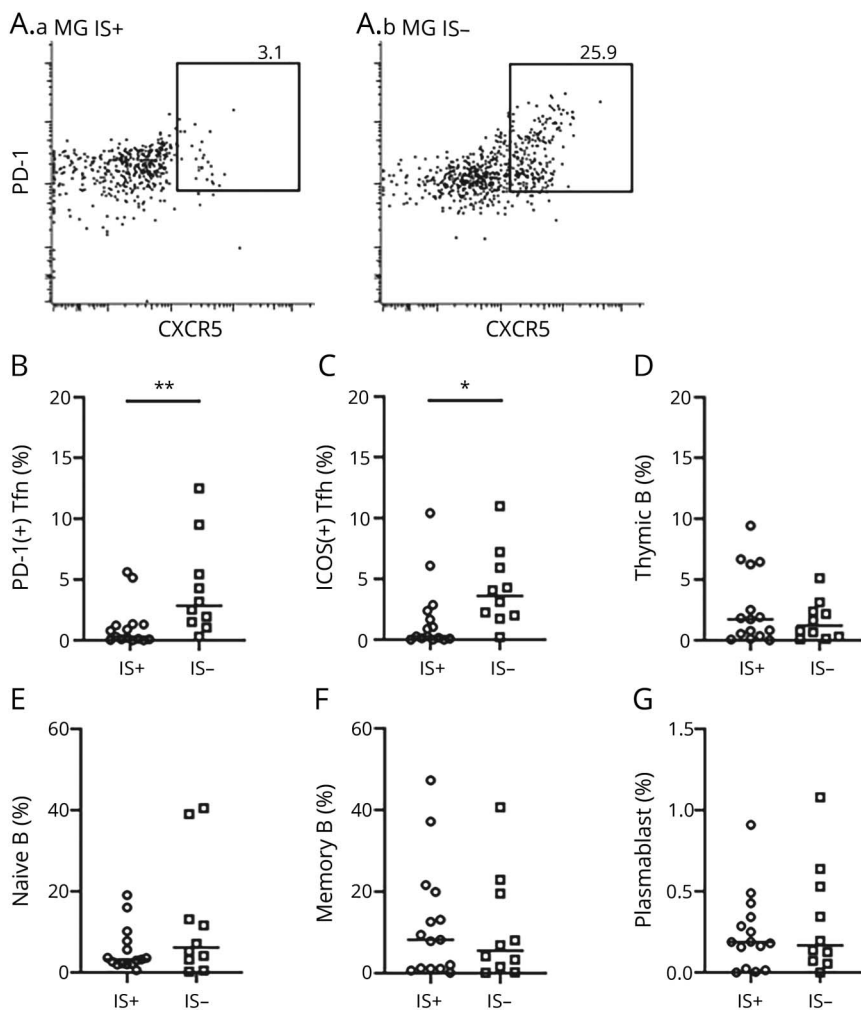 A.a MG IS+
3.1
PD-1
CXCR5
A.b MG IS–
25.9
CXCR5
B
**
PD-1(+) Tfn (%)
20
15
10
5
0
IS+ IS–
C
*
ICOS(+) Tfh (%)
20
15
10
5
0
IS+ IS–
D
Thymic B (%)
20
15
10
5
0
IS+ IS–
E
Naive B (%)
60
40
20
0
IS+ IS–
F
Memory B (%)
60
40
20
0
IS+ IS–
G
Plasmablast (%)
1.5
1.0
0.5
0.0
IS+ IS–